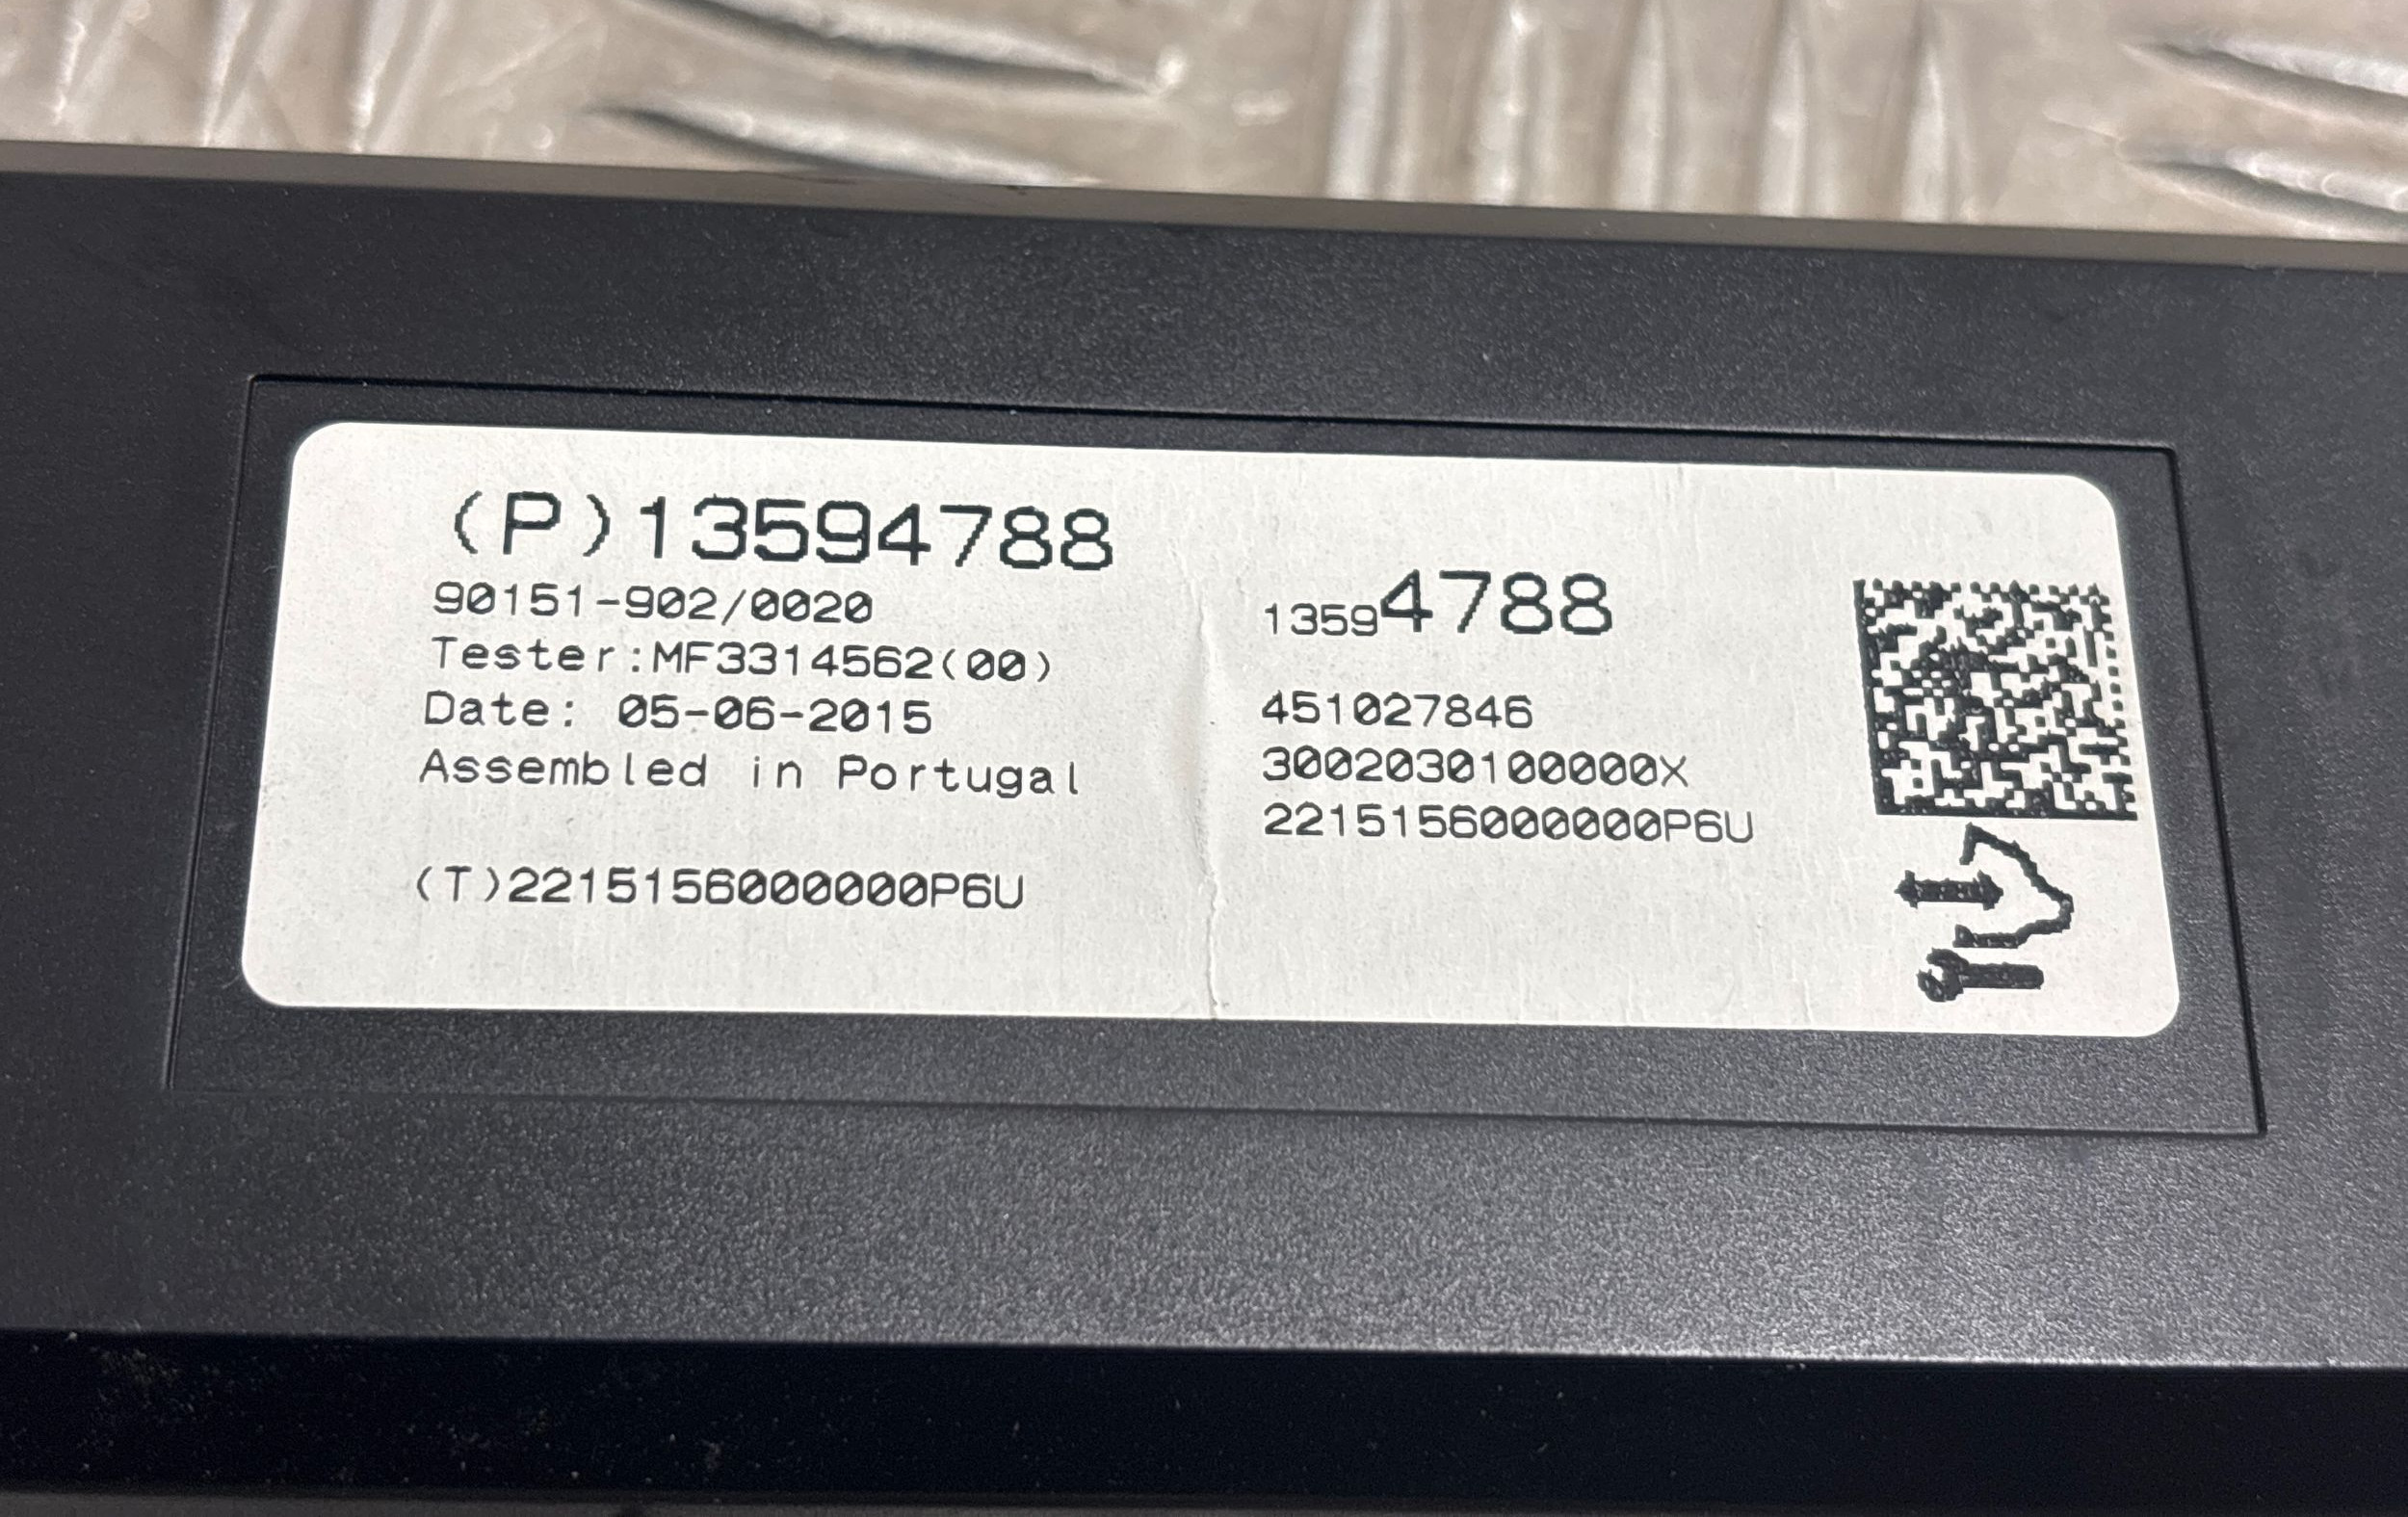 (P)13594788
90151-902/0020
Tester:MF3314562(00)
Date: 05-06-2015
Assembled in Portugal
(T)2215156000000P6U
13594788
451027846
3002030100000X
2215156000000P6U